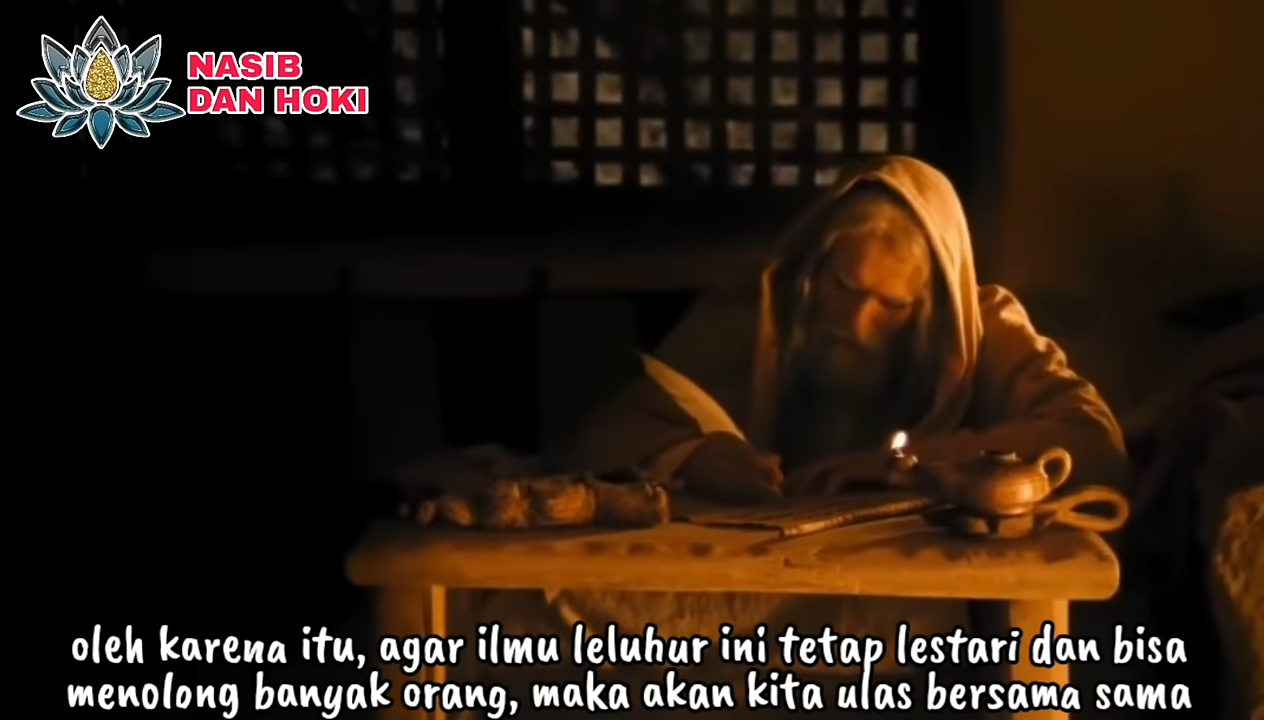 NASIB
DAN HOKI
oleh karena itu, agar ilmu leluhur ini tetap lestari dan bisa
menolong banyak orang, maka akan kita ulas bersama sama